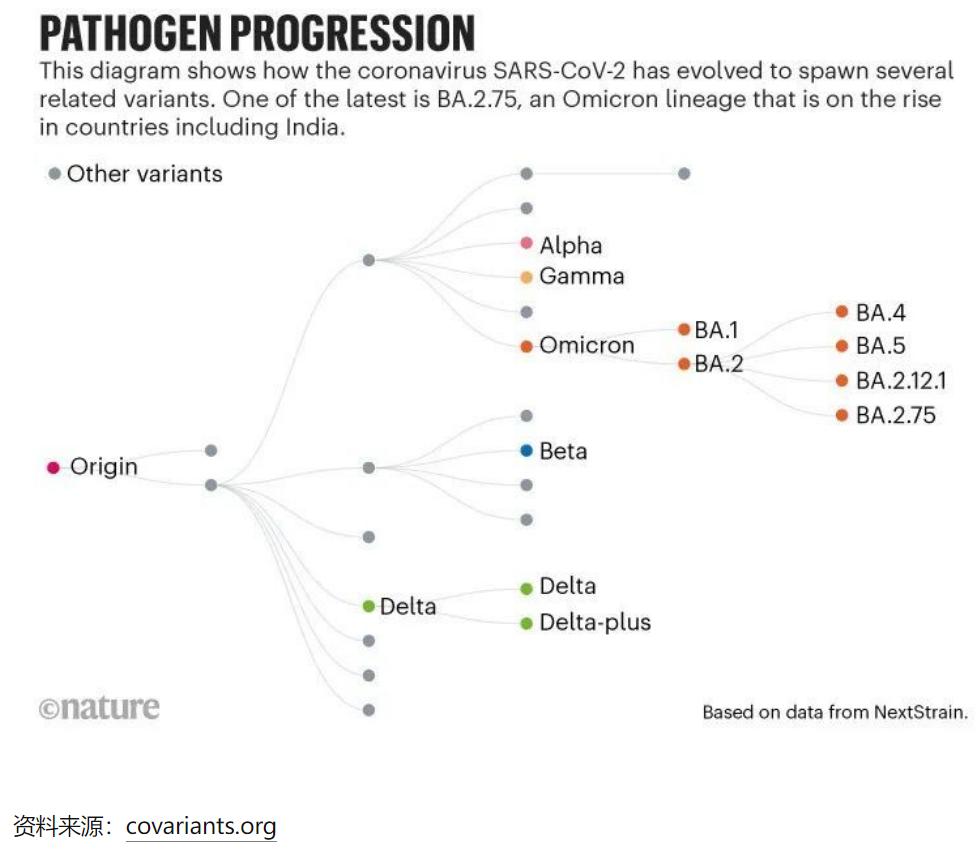 PATHOGEN PROGRESSION
This diagram shows how the coronavirus SARS-CoV-2 has evolved to spawn several
related variants. One of the latest is BA.2.75, an Omicron lineage that is on the rise
in countries including India.
Other variants
Alpha
Gamma
Omicron
BA.1
BA.2
BA.4
BA.5
BA.2.12.1
BA.2.75
Origin
Beta
Delta
Delta
Delta-plus
©nature
Based on data from NextStrain.
资料来源：covariants.org